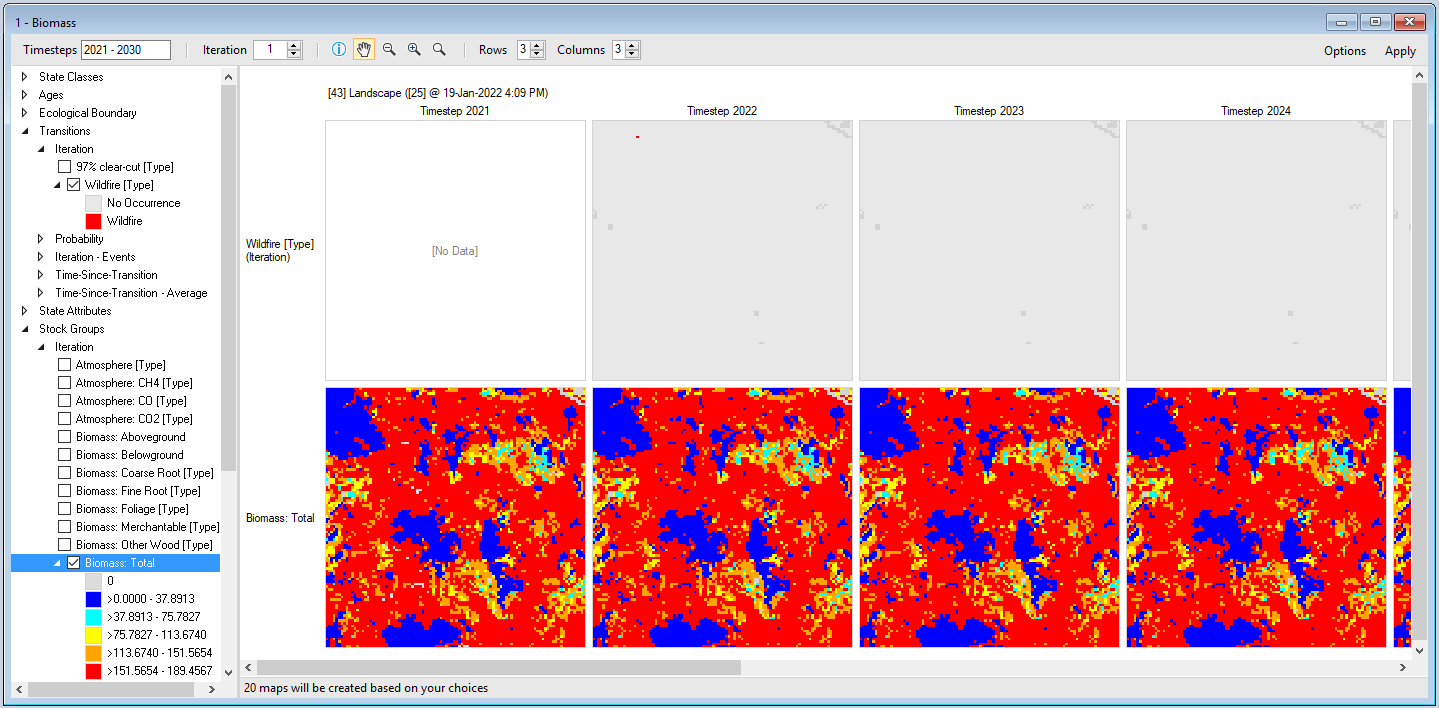 1 - Biomass
Timesteps 2021 - 2030 Iteration 1 Rows 3 Columns 3 Options Apply
State Classes
Ages
Ecological Boundary
Transitions
Iteration
97% clear-cut [Type]
Wildfire [Type]
No Occurrence
Wildfire
Probability
Iteration - Events
Time-Since-Transition
Time-Since-Transition - Average
State Attributes
Stock Groups
Iteration
Atmosphere [Type]
Atmosphere: CH4 [Type]
Atmosphere: CO [Type]
Atmosphere: CO2 [Type]
Biomass: Aboveground
Biomass: Belowground
Biomass: Coarse Root [Type]
Biomass: Fine Root [Type]
Biomass: Foliage [Type]
Biomass: Merchantable [Type]
Biomass: Other Wood [Type]
Biomass: Total
0
>0.0000 - 37.8913
>37.8913 - 75.7827
>75.7827 - 113.6740
>113.6740 - 151.5654
>151.5654 - 189.4567
[43] Landscape ([25] @ 19-Jan-2022 4:09 PM)
Timestep 2021 Timestep 2022 Timestep 2023 Timestep 2024
Wildfire [Type]
(Iteration)
[No Data]
Biomass: Total
20 maps will be created based on your choices